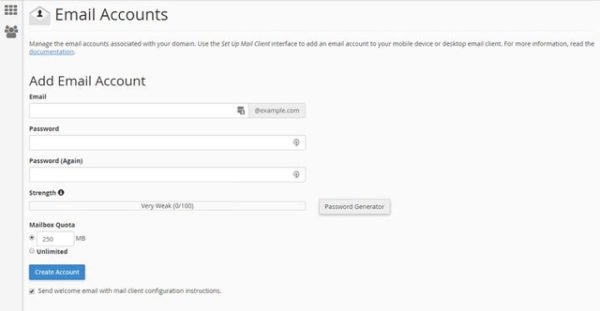 Email Accounts
Manage the email accounts associated with your domain. Use the Set Up Mail Client interface to add an email account to your mobile device or desktop email client. For more information, read the
documentation.
Add Email Account
Email
@example.com
Password
Password (Again)
Strength
Very Weak (0/100)
Password Generator
Mailbox Quota
250 MB
Unlimited
Create Account
Send welcome email with mail client configuration instructions.